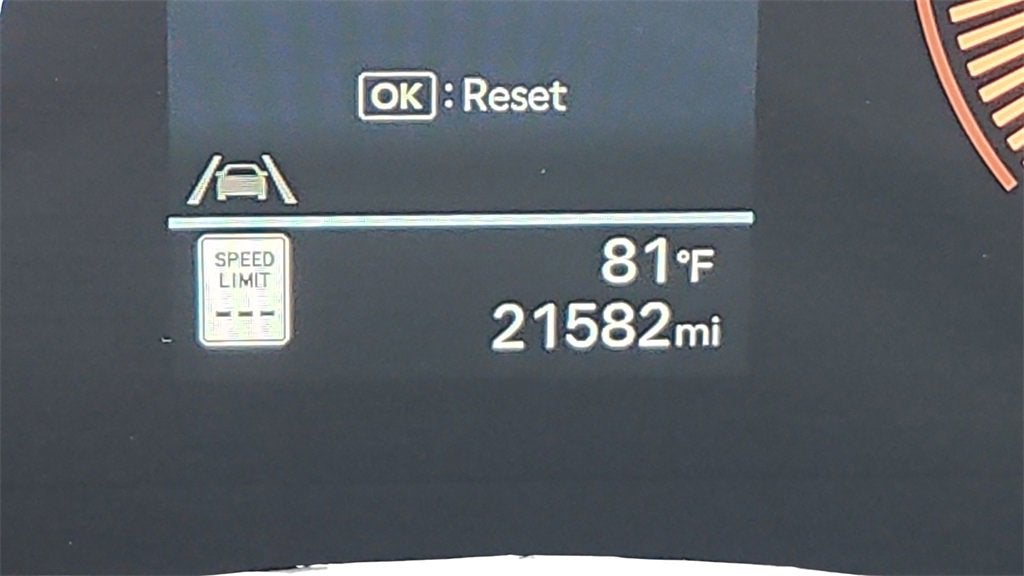 OK : Reset
SPEED
LIMIT
---
81°F
21582mi